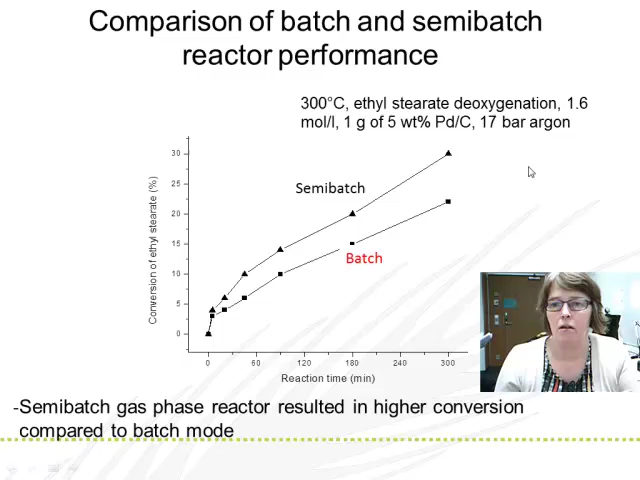 Comparison of batch and semibatch
reactor performance
300°C, ethyl stearate deoxygenation, 1.6
mol/l, 1 g of 5 wt% Pd/C, 17 bar argon
Conversion of ethyl stearate (%)
30
25
20
15
10
5
0
Semibatch
Batch
0 60 120 180 240 300
Reaction time (min)
-Semibatch gas phase reactor resulted in higher conversion
compared to batch mode